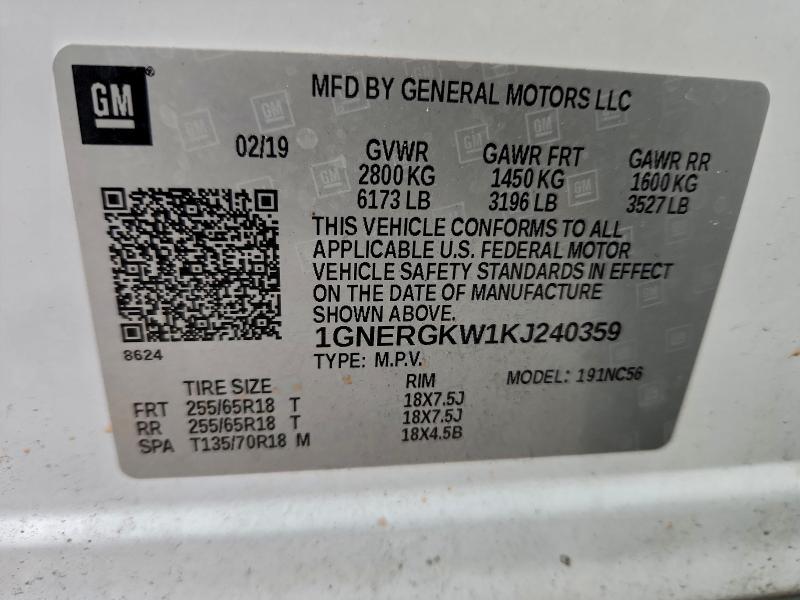 GM
MFD BY GENERAL MOTORS LLC
02/19 GVWR GAWR FRT GAWR RR
2800 KG 1450 KG 1600 KG
6173 LB 3196 LB 3527 LB
THIS VEHICLE CONFORMS TO ALL
APPLICABLE U.S. FEDERAL MOTOR
VEHICLE SAFETY STANDARDS IN EFFECT
ON THE DATE OF MANUFACTURE
SHOWN ABOVE.
1GNERGKW1KJ240359
8624
TYPE: M.P.V.
TIRE SIZE RIM MODEL: 191NC56
FRT 255/65R18 T 18X7.5J
RR 255/65R18 T 18X7.5J
SPA T135/70R18 M 18X4.5B